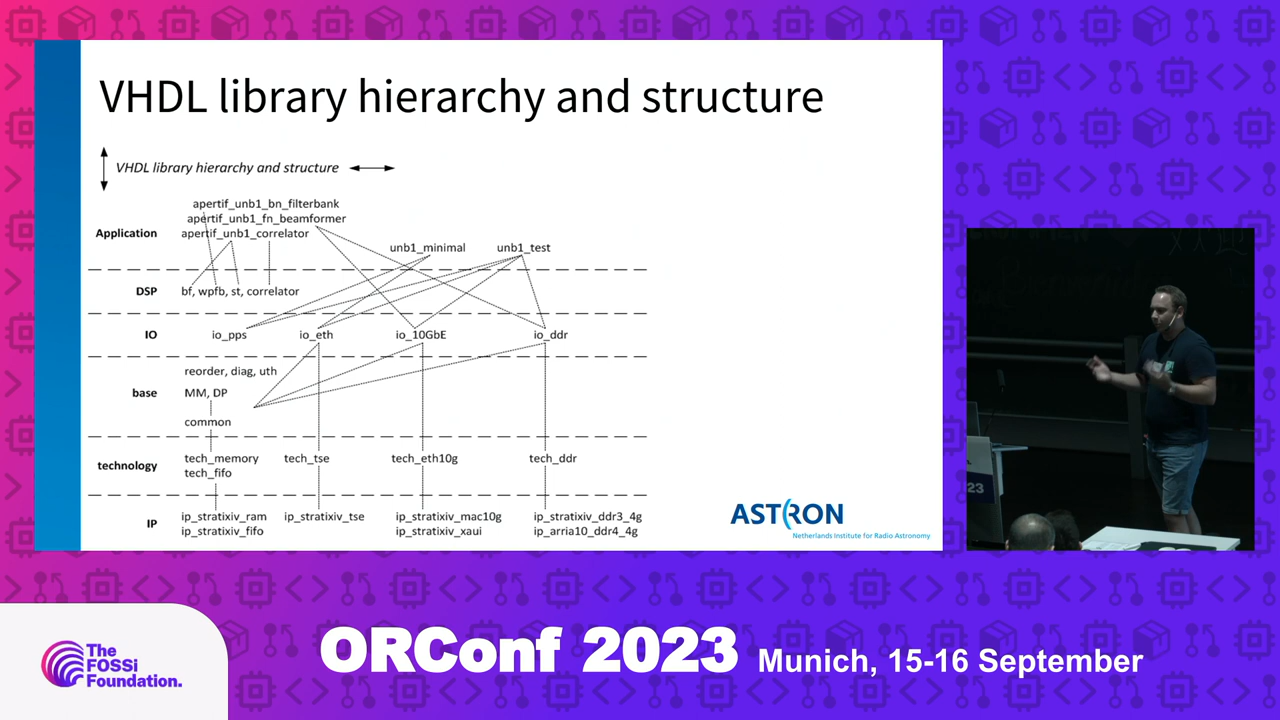 VHDL library hierarchy and structure
VHDL library hierarchy and structure
apertif_unb1_bn_filterbank
apertif_unb1_fn_beamformer
Application
apertif_unb1_correlator
unb1_minimal
unb1_test
DSP
bf, wpfb, st, correlator
IO
io_pps
io_eth
io_10GbE
io_ddr
reorder, diag, uth
base
MM, DP
common
technology
tech_memory
tech_fifo
tech_tse
tech_eth10g
tech_ddr
IP
ip_stratixiv_ram
ip_stratixiv_fifo
ip_stratixiv_tse
ip_stratixiv_mac10g
ip_stratixiv_xaui
ip_stratixiv_ddr3_4g
ip_arria10_ddr4_4g
ASTRON
Netherlands Institute for Radio Astronomy
23
The
FOSSi
Foundation.
ORConf 2023
Munich, 15-16 September